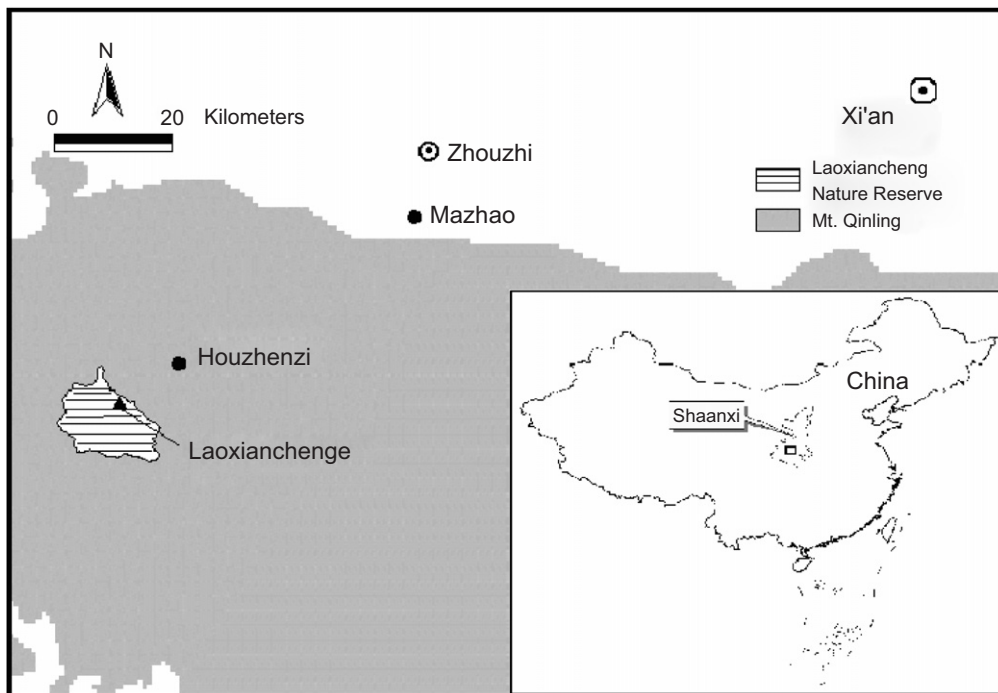 N
0 20 Kilometers
Xi'an
Zhouzhi
Laoxiancheng
Nature Reserve
Mt. Qinling
Mazhao
Houzhenzi
Laoxianchenge
China
Shaanxi